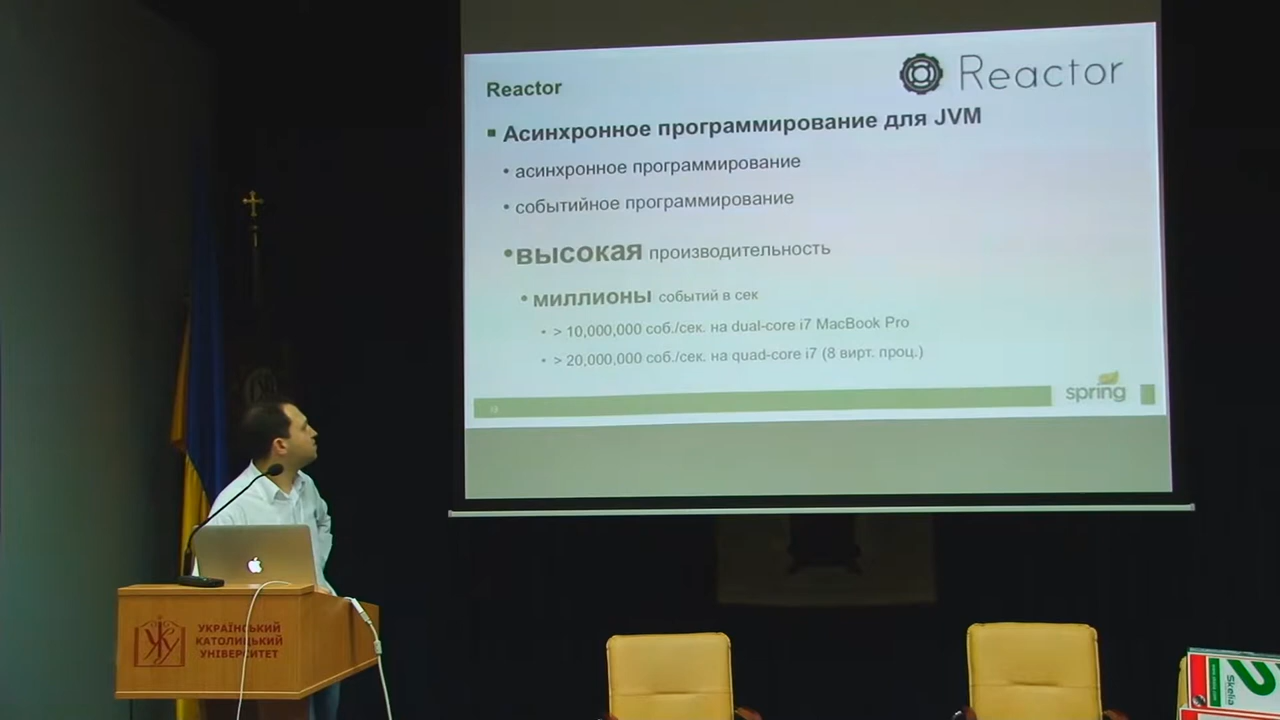 Reactor
Reactor
Асинхронное программирование для JVM
асинхронное программирование
событийное программирование
высокая производительность
миллионы событий в сек
> 10,000,000 соб./сек. на dual-core i7 MacBook Pro
> 20,000,000 соб./сек. на quad-core i7 (8 вирт. проц.)
spring
УКРАЇНСЬКИЙ
КАТОЛИЦЬКИЙ
УНІВЕРСИТЕТ
2
Skelia